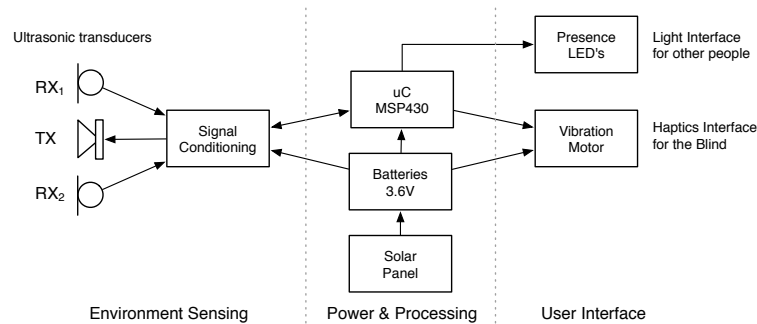 Ultrasonic transducers
RX₁
TX
RX₂
Signal
Conditioning
uC
MSP430
Batteries
3.6V
Solar
Panel
Presence
LED's
Light Interface
for other people
Vibration
Motor
Haptics Interface
for the Blind
Environment Sensing
Power & Processing
User Interface